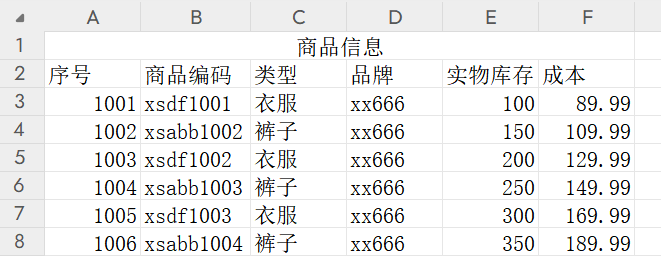 A B C D E F
1 商品信息
2 序号 商品编码 类型 品牌 实物库存 成本
3 1001 xsdf1001 衣服 xx666 100 89.99
4 1002 xsabb1002 裤子 xx666 150 109.99
5 1003 xsdf1002 衣服 xx666 200 129.99
6 1004 xsabb1003 裤子 xx666 250 149.99
7 1005 xsdf1003 衣服 xx666 300 169.99
8 1006 xsabb1004 裤子 xx666 350 189.99